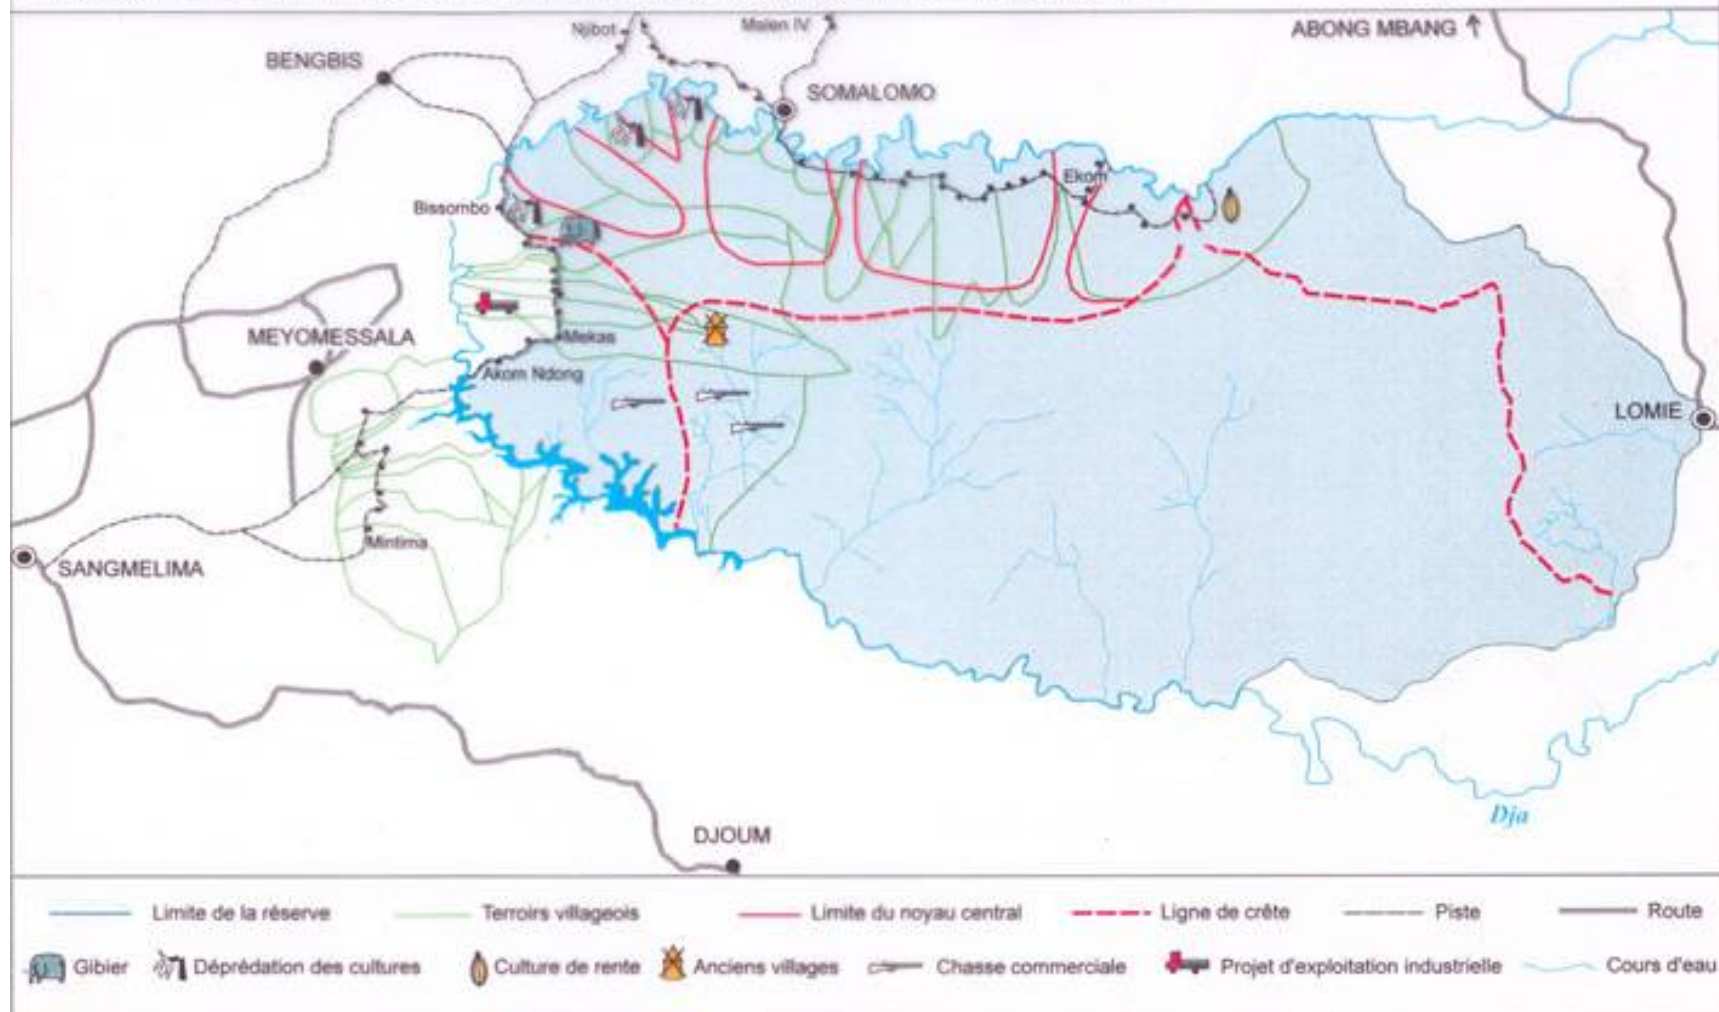 Njibot
Malen IV
ABONG MBANG
BENGBIS
SOMALOMO
Ekom
Bissombo
MEYOMESSALA
Mekas
Akom Ndong
LOMIE
Mintima
SANGMELIMA
Dja
DJOUM
Limite de la réserve Terroirs villageois Limite du noyau central Ligne de crête Piste Route
Gibier Déprédation des cultures Culture de rente Anciens villages Chasse commerciale Projet d'exploitation industrielle Cours d'eau